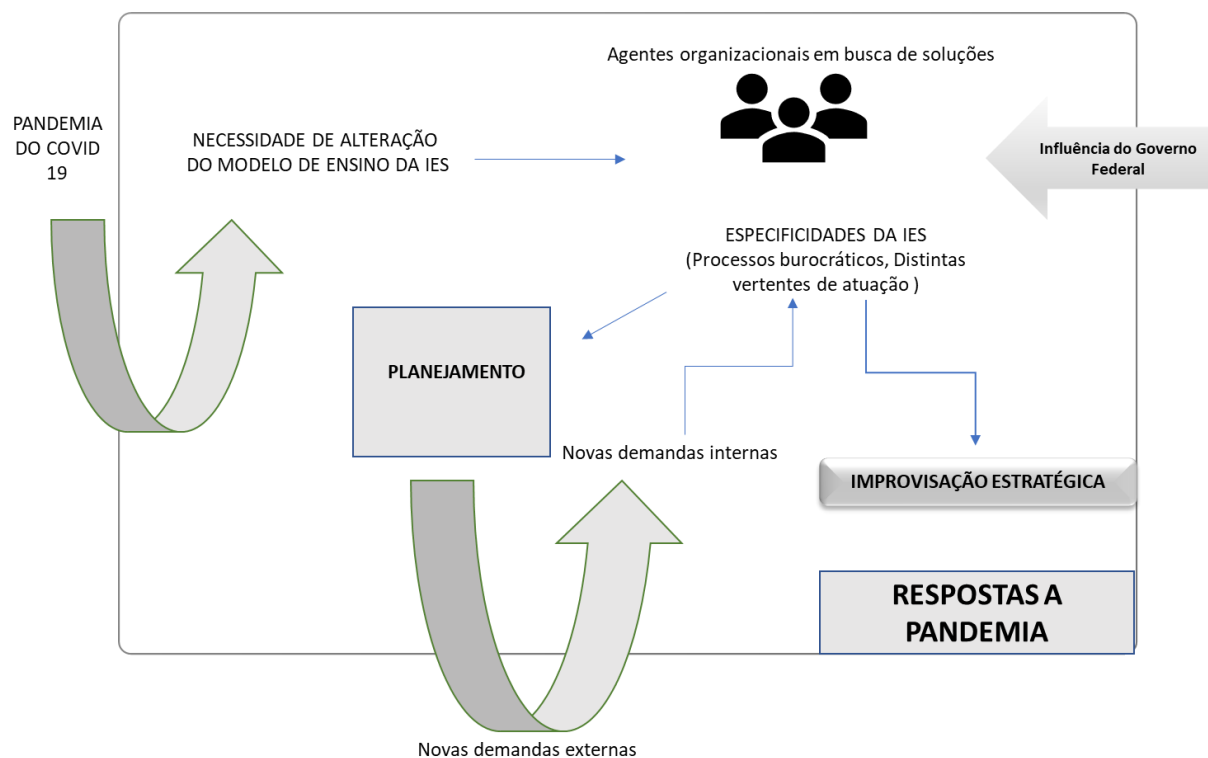 Agentes organizacionais em busca de soluções
PANDEMIA
DO COVID
19
NECESSIDADE DE ALTERAÇÃO
DO MODELO DE ENSINO DA IES
Influência do Governo
Federal
ESPECIFICIDADES DA IES
(Processos burocráticos, Distintas
vertentes de atuação )
PLANEJAMENTO
Novas demandas internas
IMPROVISAÇÃO ESTRATÉGICA
RESPOSTAS A
PANDEMIA
Novas demandas externas